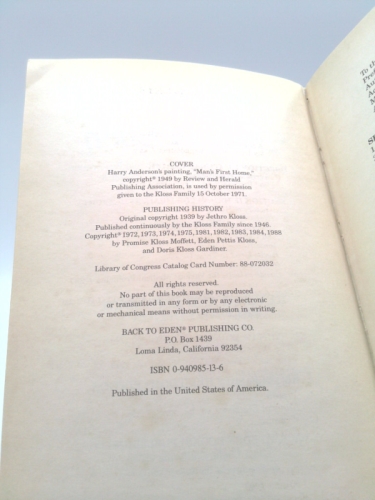 COVER
Harry Anderson's painting, "Man's First Home,"
copyright® 1949 by Review and Herald
Publishing Association, is used by permission
given to the Kloss Family 15 October 1971.
PUBLISHING HISTORY
Original copyright 1939 by Jethro Kloss.
Published continuously by the Kloss Family since 1946.
Copyright® 1972, 1973, 1974, 1975, 1981, 1982, 1983, 1984, 1988
by Promise Kloss Moffett, Eden Pettis Kloss,
and Doris Kloss Gardiner.
Library of Congress Catalog Card Number: 88-072032
All rights reserved.
No part of this book may be reproduced
or transmitted in any form or by any electronic
or mechanical means without permission in writing.
BACK TO EDEN® PUBLISHING CO.
P.O. Box 1439
Loma Linda, California 92354
ISBN 0-940985-13-6
Published in the United States of America.
To th